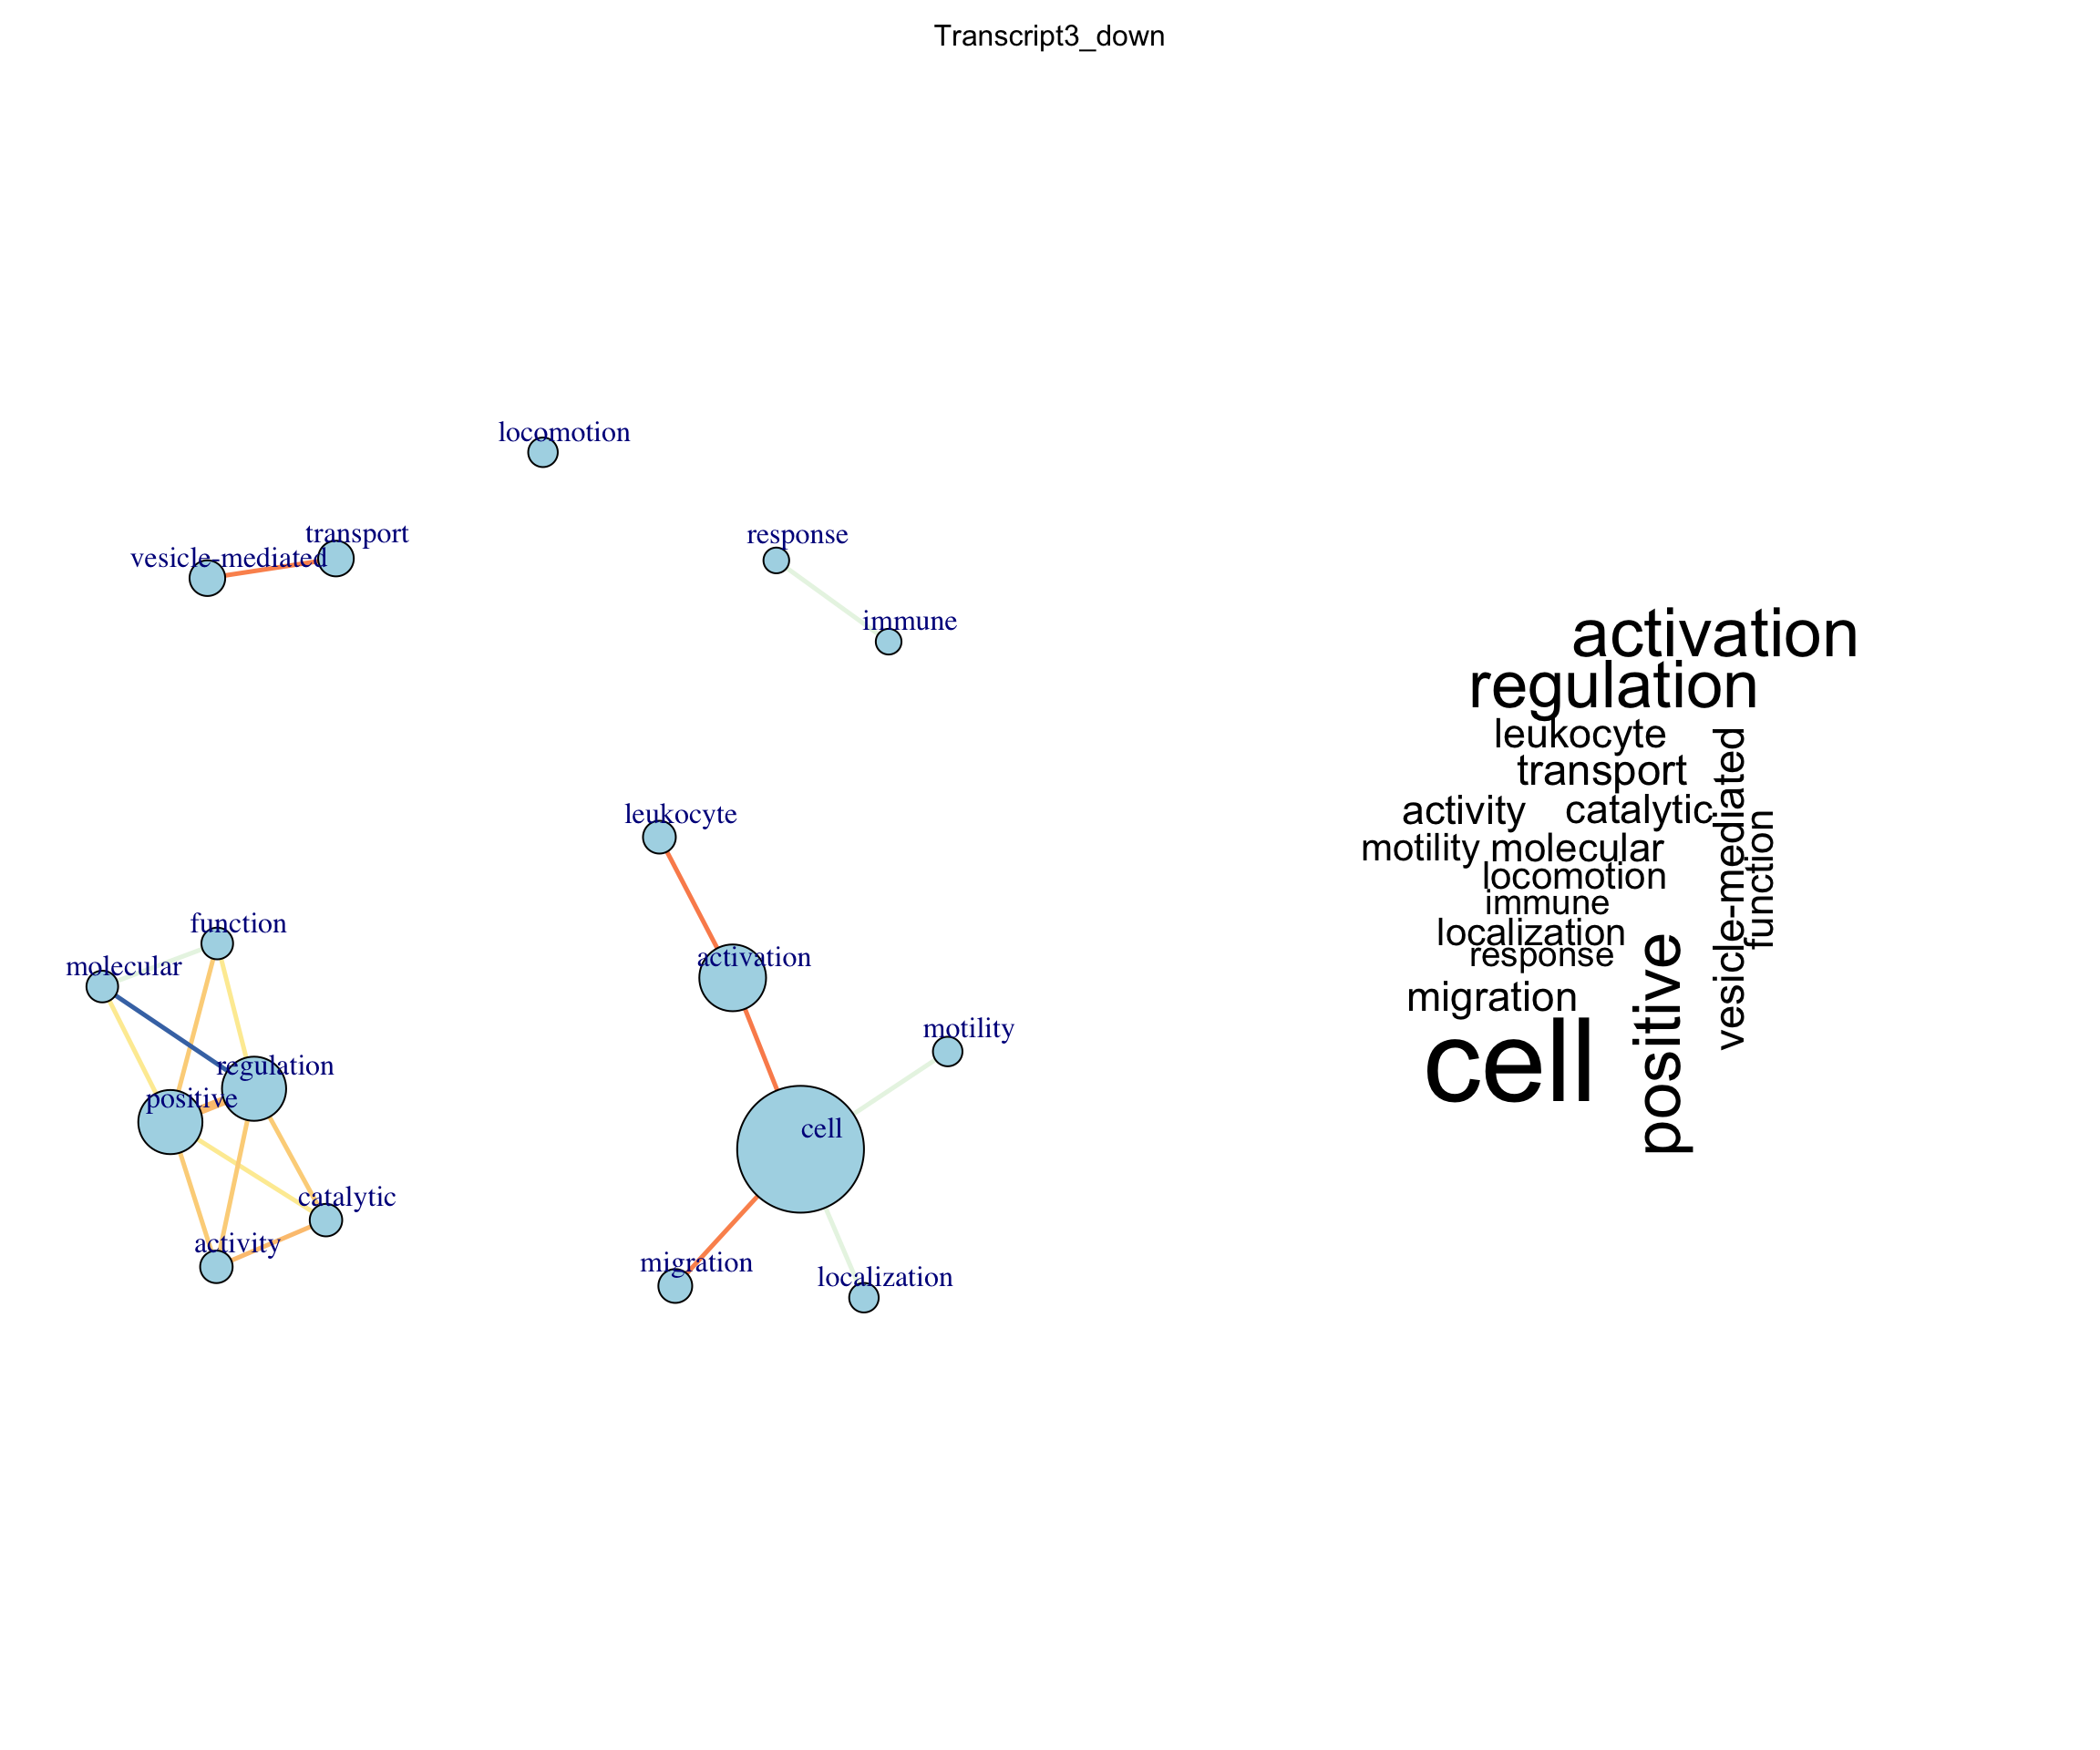 Transcript3_down
locomotion
transport
vesicle-mediated
response
immune
leukocyte
function
activation
molecular
motility
regulation
positive
cell
catalytic
activity
migration
localization
activation
regulation
leukocyte
transport
activity catalytic
motility molecular
locomotion
immune
localization
response
migration
cell
positive
vesicle-mediated
function